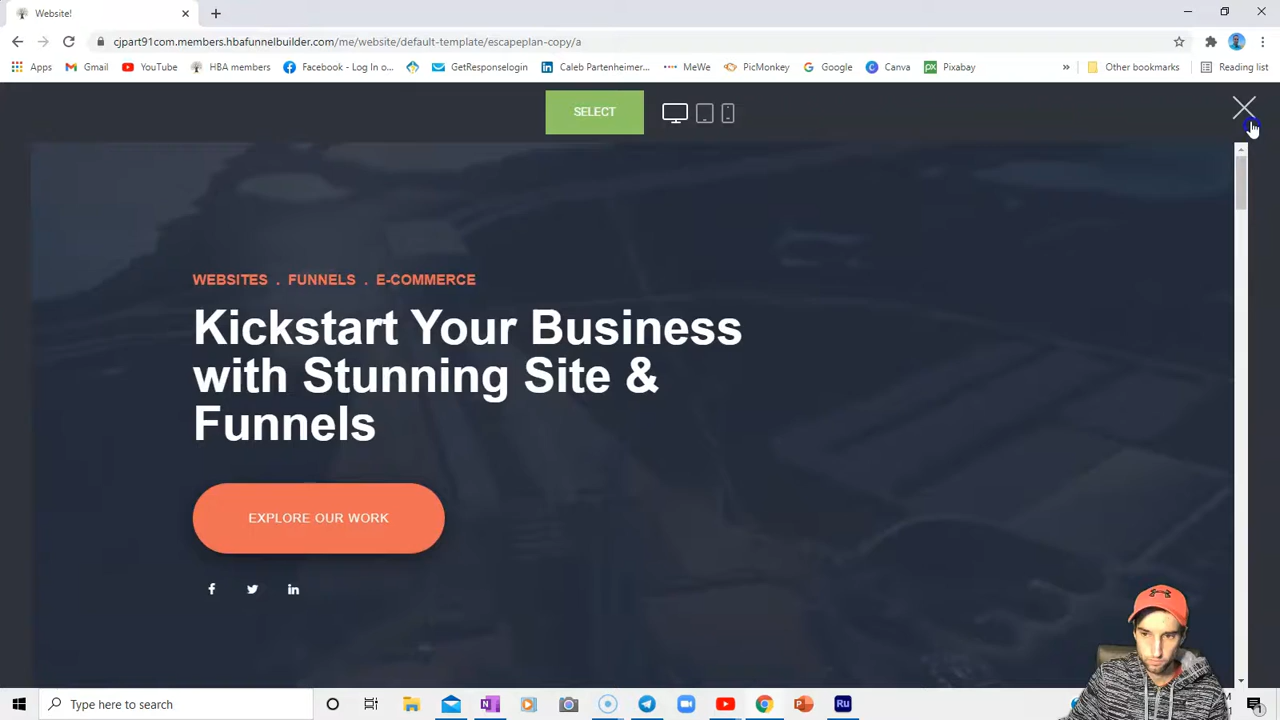 Website!
cjpart91com.members.hbafunnelbuilder.com/me/website/default-template/escapeplan-copy/a
Apps Gmail YouTube HBA members Facebook - Log In o... GetResponselogin Caleb Partenheimer... MeWe PicMonkey Google Canva Pixabay » Other bookmarks Reading list
SELECT
WEBSITES . FUNNELS . E-COMMERCE
Kickstart Your Business
with Stunning Site &
Funnels
EXPLORE OUR WORK
Type here to search